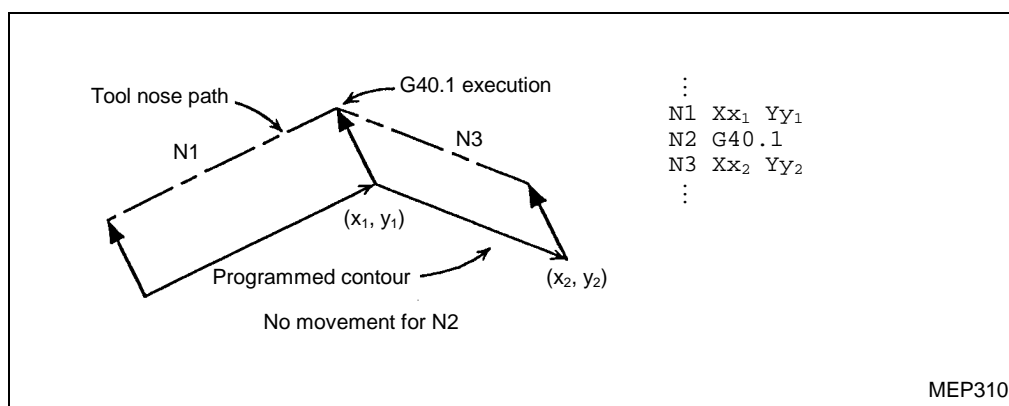 Tool nose path
G40.1 execution
N1
N3
(x₁, y₁)
(x₂, y₂)
Programmed contour
No movement for N2
⋮
N1 Xx₁ Yy₁
N2 G40.1
N3 Xx₂ Yy₂
⋮
MEP310